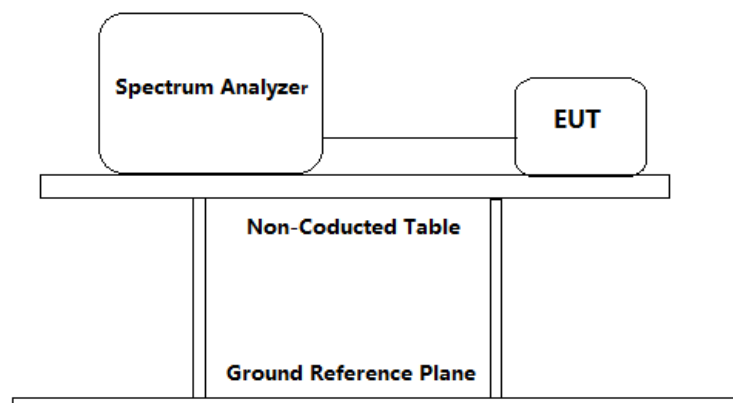 Spectrum Analyzer
EUT
Non-Coducted Table
Ground Reference Plane